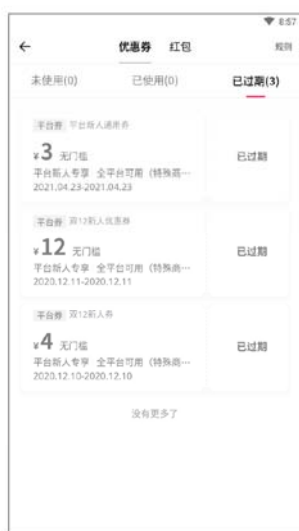 8:57
← 优惠券 红包 规则
未使用(0) 已使用(0) 已过期(3)
平台券 平台新人通用券
¥3 无门槛 已过期
平台新人专享 全平台可用（特殊商…
2021.04.23-2021.04.23
平台券 双12新人优惠券
¥12 无门槛 已过期
平台新人专享 全平台可用（特殊商…
2020.12.11-2020.12.11
平台券 双12新人券
¥4 无门槛 已过期
平台新人专享 全平台可用（特殊商…
2020.12.10-2020.12.10
没有更多了